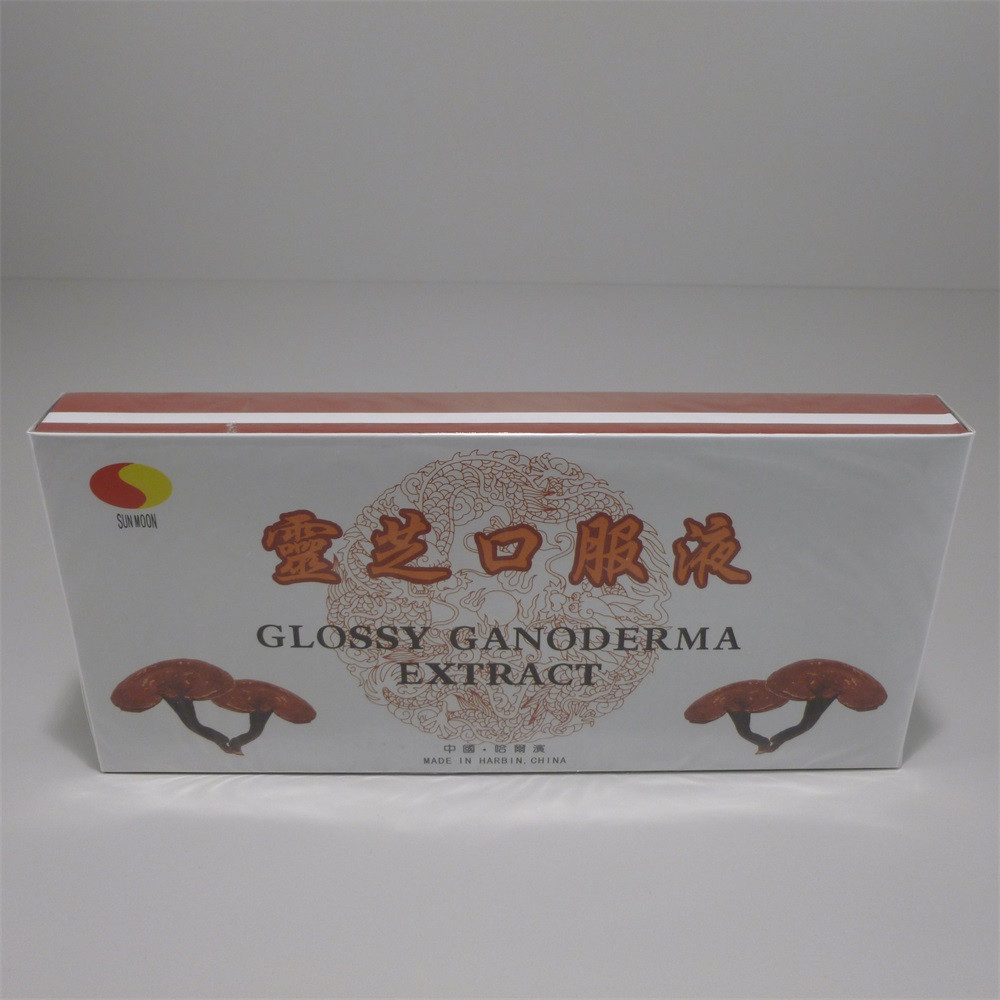 SUN MOON
靈芝口服液
GLOSSY GANODERMA
EXTRACT
中國·哈爾濱
MADE IN HARBIN, CHINA